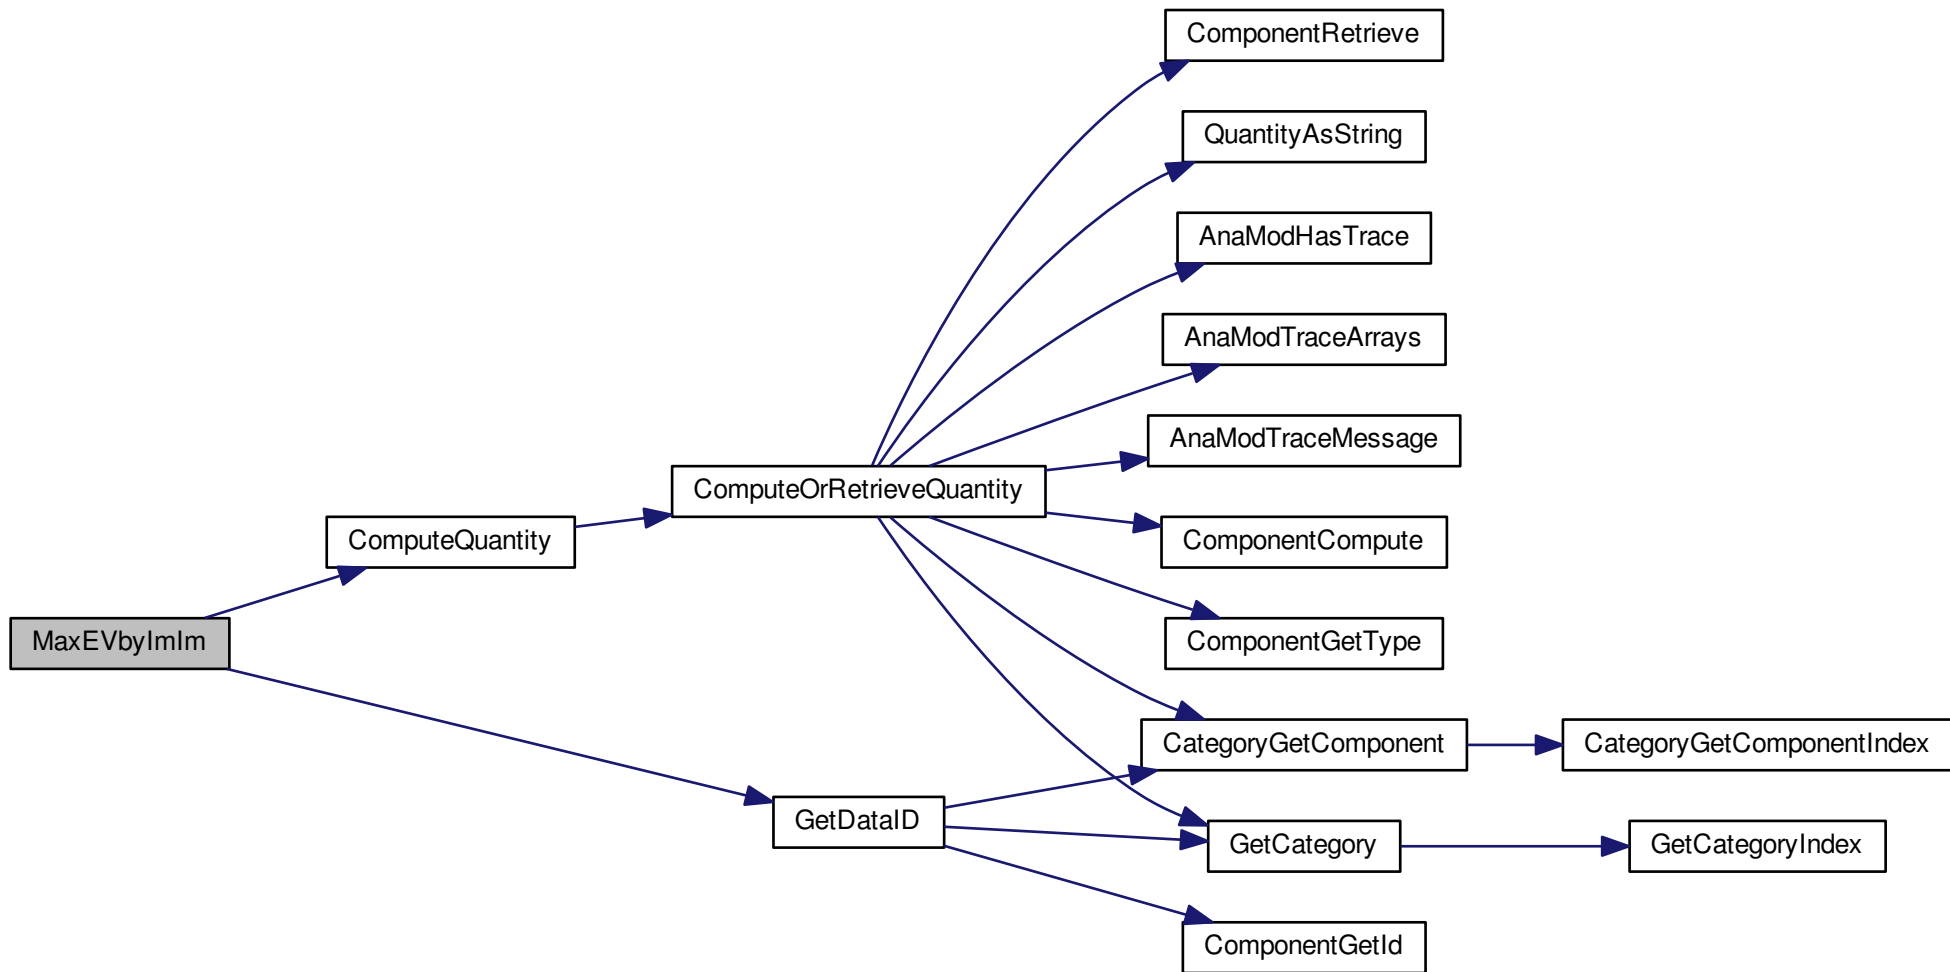 ComponentRetrieve
QuantityAsString
AnaModHasTrace
AnaModTraceArrays
AnaModTraceMessage
ComputeOrRetrieveQuantity
ComputeQuantity
ComponentCompute
MaxEVbyImIm
ComponentGetType
CategoryGetComponent
CategoryGetComponentIndex
GetDataID
GetCategory
GetCategoryIndex
ComponentGetId